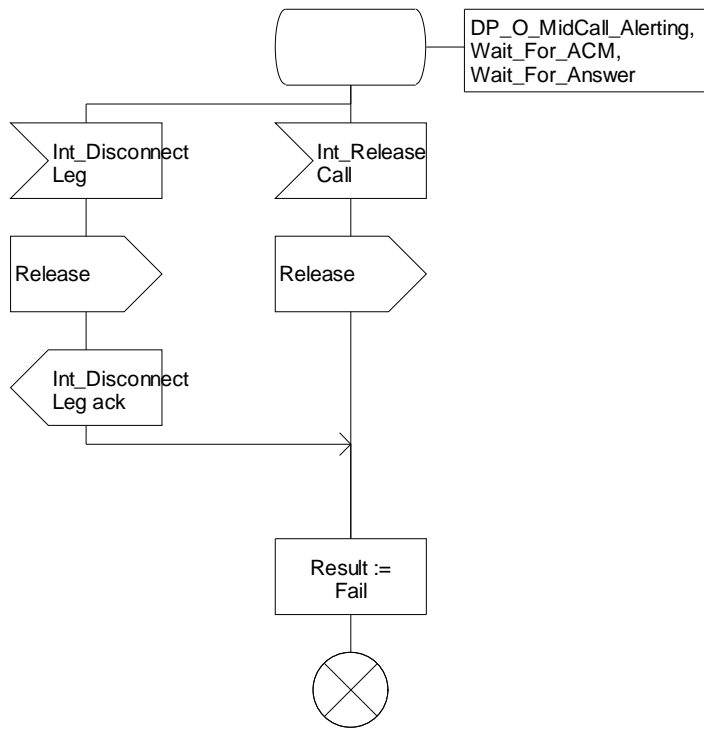 DP_O_MidCall_Alerting,
Wait_For_ACM,
Wait_For_Answer
Int_Disconnect
Leg
Int_Release
Call
Release
Release
Int_Disconnect
Leg ack
Result :=
Fail